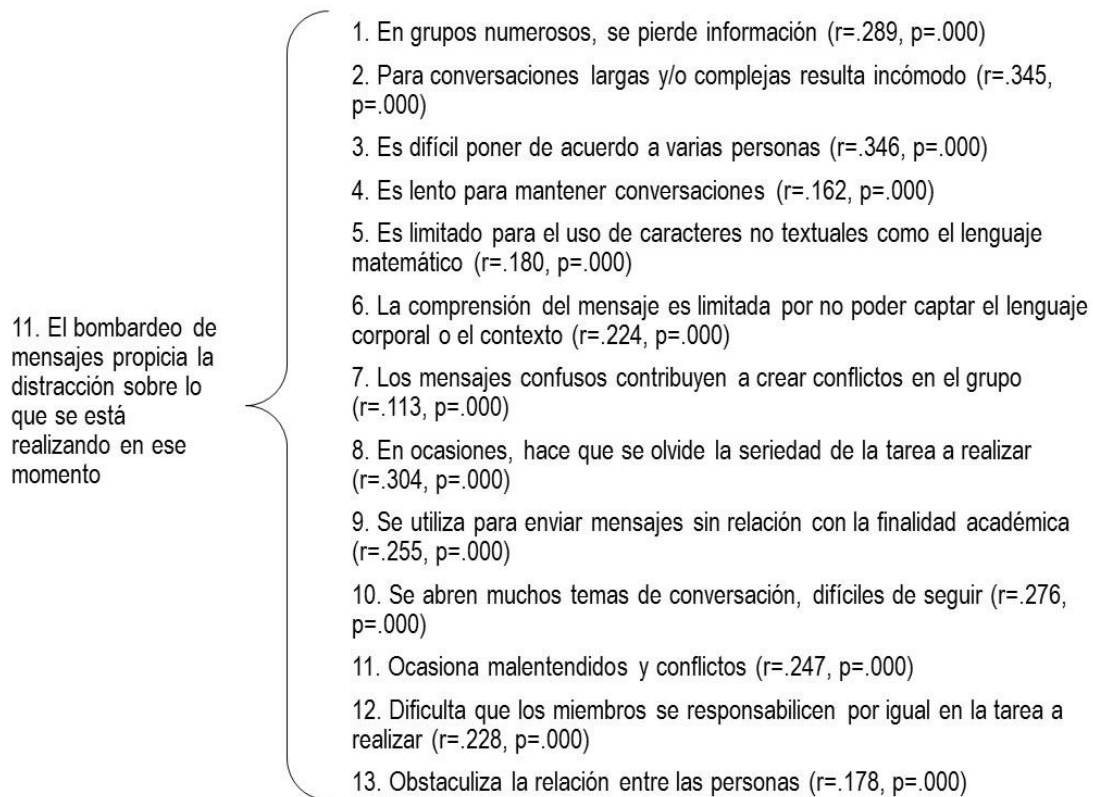 1. En grupos numerosos, se pierde información (r=.289, p=.000)
2. Para conversaciones largas y/o complejas resulta incómodo (r=.345,
p=.000)
3. Es difícil poner de acuerdo a varias personas (r=.346, p=.000)
4. Es lento para mantener conversaciones (r=.162, p=.000)
5. Es limitado para el uso de caracteres no textuales como el lenguaje
matemático (r=.180, p=.000)
6. La comprensión del mensaje es limitada por no poder captar el lenguaje
corporal o el contexto (r=.224, p=.000)
7. Los mensajes confusos contribuyen a crear conflictos en el grupo
(r=.113, p=.000)
8. En ocasiones, hace que se olvide la seriedad de la tarea a realizar
(r=.304, p=.000)
9. Se utiliza para enviar mensajes sin relación con la finalidad académica
(r=.255, p=.000)
10. Se abren muchos temas de conversación, difíciles de seguir (r=.276,
p=.000)
11. Ocasiona malentendidos y conflictos (r=.247, p=.000)
12. Dificulta que los miembros se responsabilicen por igual en la tarea a
realizar (r=.228, p=.000)
13. Obstaculiza la relación entre las personas (r=.178, p=.000)
11. El bombardeo de
mensajes propicia la
distracción sobre lo
que se está
realizando en ese
momento